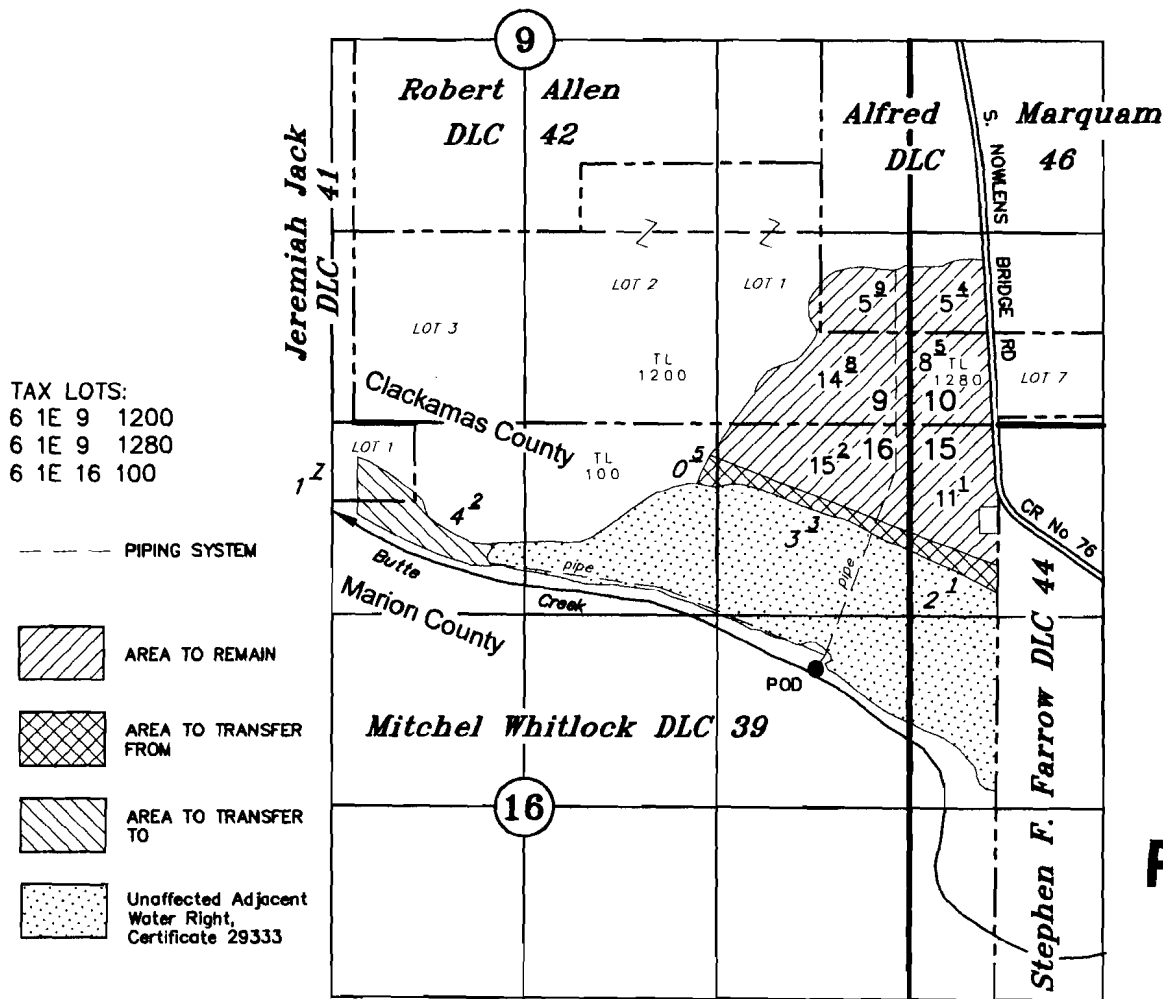 9
Robert Allen
DLC 42
Alfred Marquam
DLC 46
Jeremiah Jack
DLC 41
S. NOWLENS BRIDGE RD
LOT 2
LOT 1
LOT 3
5 9
5 4
TL
1200
14 8
8 5
TL
1280
LOT 7
9 10
Clackamas County
TAX LOTS:
6 1E 9 1200
6 1E 9 1280
6 1E 16 100
LOT 1
TL
100
0 5
15 2
16 15
11 1
4 2
3 3
CR No 76
PIPING SYSTEM
Butte
Creek
pipe
pipe
2 1
Marion County
AREA TO REMAIN
POD
AREA TO TRANSFER
FROM
Mitchel Whitlock DLC 39
Stephen F. Farrow DLC 44
AREA TO TRANSFER
TO
16
Unaffected Adjacent
Water Right,
Certificate 29333